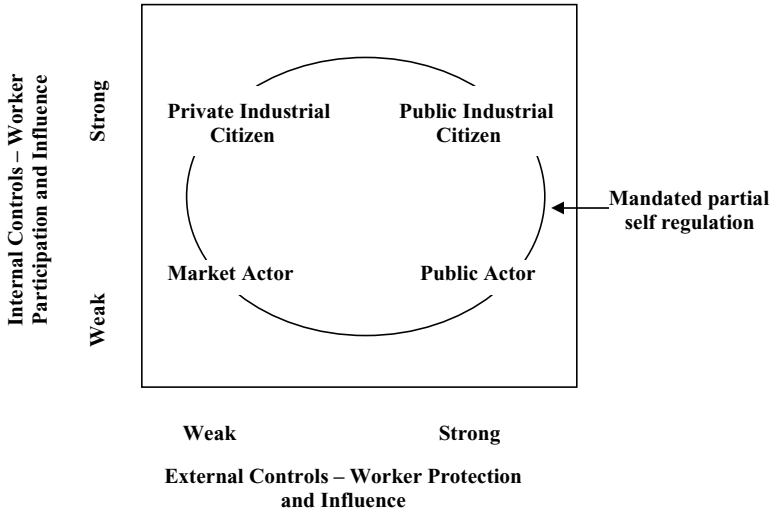 Internal Controls – Worker
Participation and Influence
Strong
Weak
Private Industrial
Citizen
Public Industrial
Citizen
Mandated partial
self regulation
Market Actor
Public Actor
Weak
Strong
External Controls – Worker Protection
and Influence